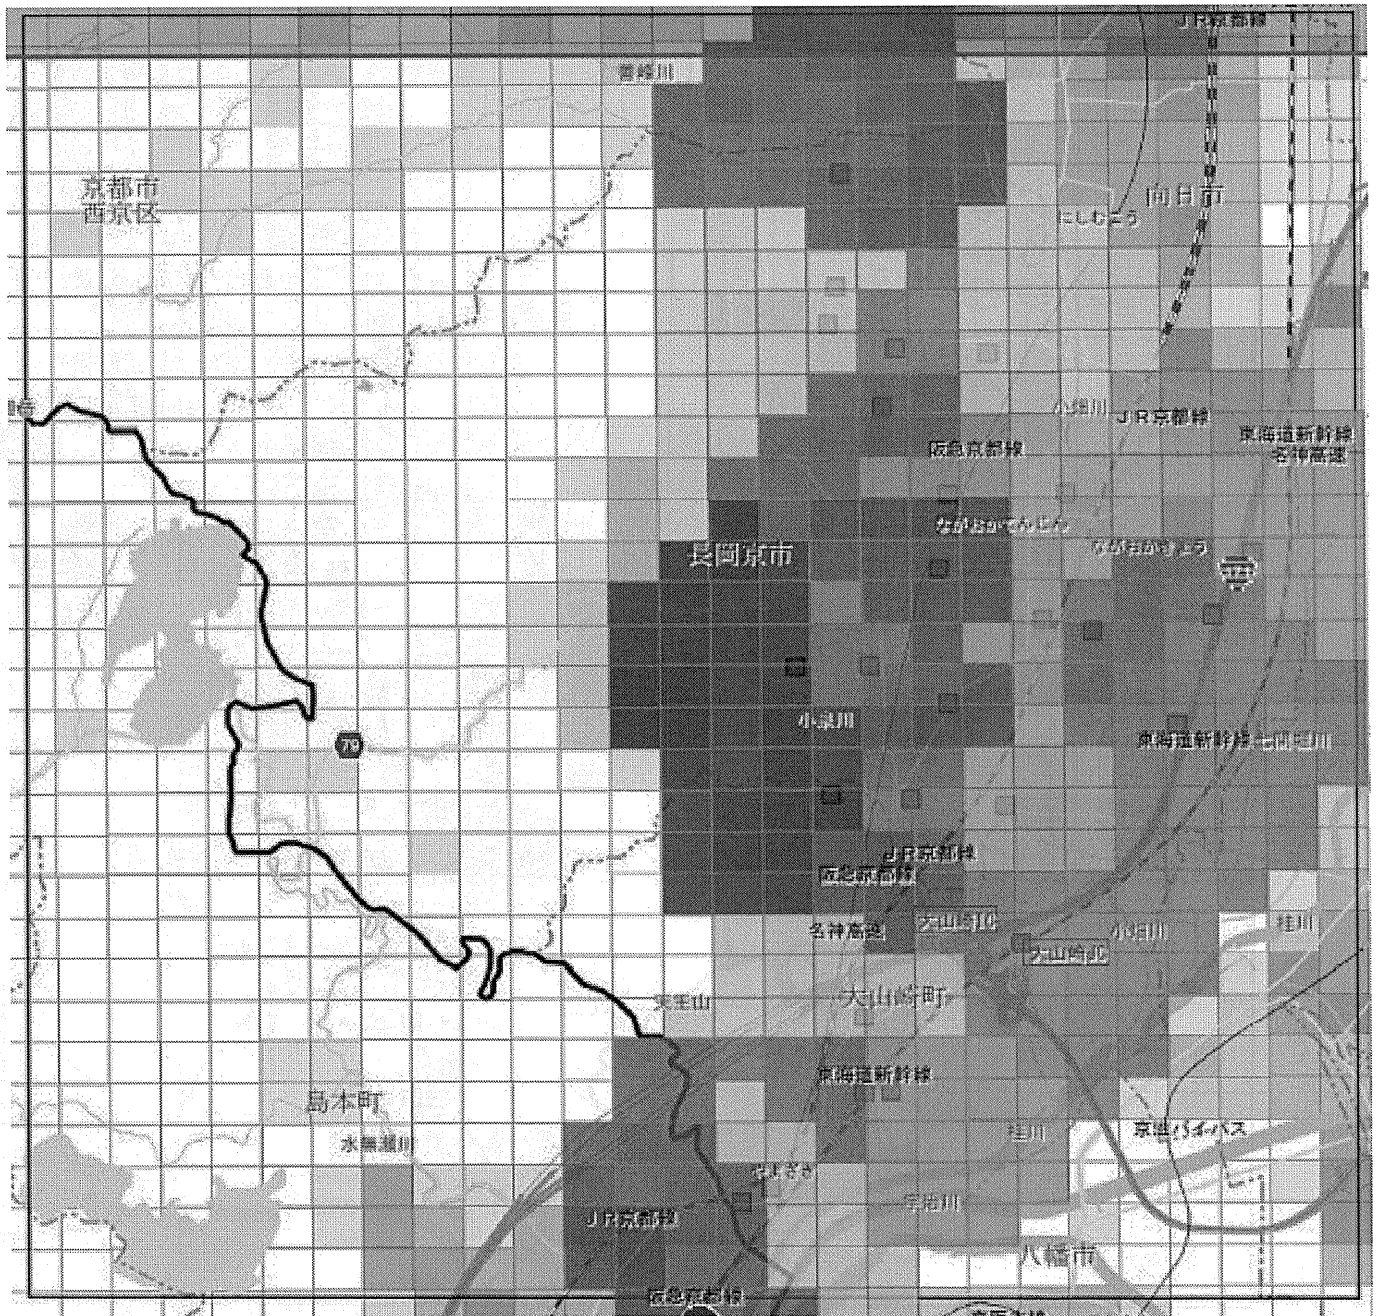 JR京都線
善峰川
京都市
西京区
向日市
にしむこう
小畑川
JR京都線
東海道新幹線
名神高速
阪急京都線
ながおかてんじん
長岡京市
ながおかきょう
小泉川
79
東海道新幹線
七間堀川
JR京都線
阪急京都線
名神高速
大山崎JC
大山崎JC
小畑川
桂川
天王山
大山崎町
東海道新幹線
島本町
水無瀬川
桂川
京滋バイパス
やまざき
JR京都線
宇治川
八幡市
阪急京都線